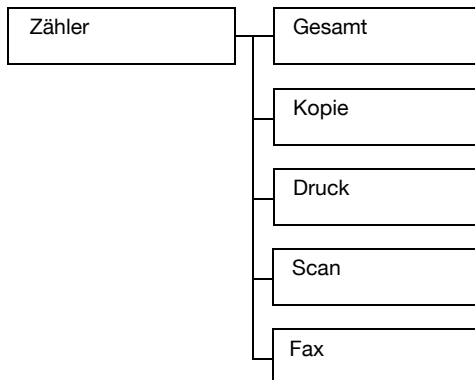 Zähler
Gesamt
Kopie
Druck
Scan
Fax